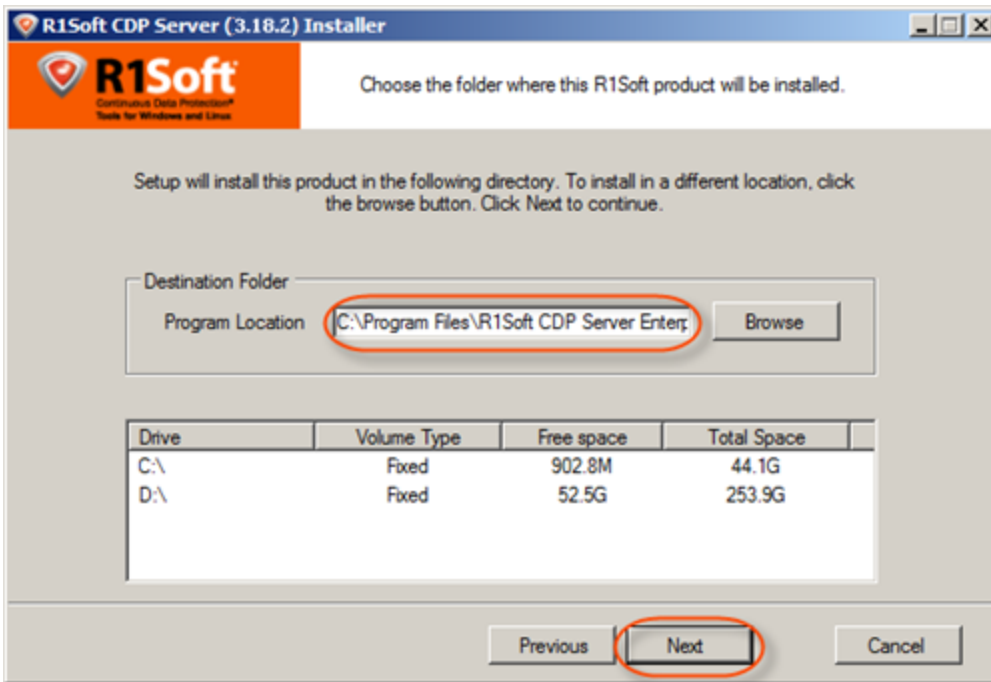 R1Soft CDP Server (3.18.2) Installer
R1Soft
Continuous Data Protection®
Tools for Windows and Linux
Choose the folder where this R1Soft product will be installed.
Setup will install this product in the following directory. To install in a different location, click
the browse button. Click Next to continue.
Destination Folder
Program Location C:\Program Files\R1Soft CDP Server Enterp Browse
Drive Volume Type Free space Total Space
C:\ Fixed 902.8M 44.1G
D:\ Fixed 52.5G 253.9G
Previous Next Cancel